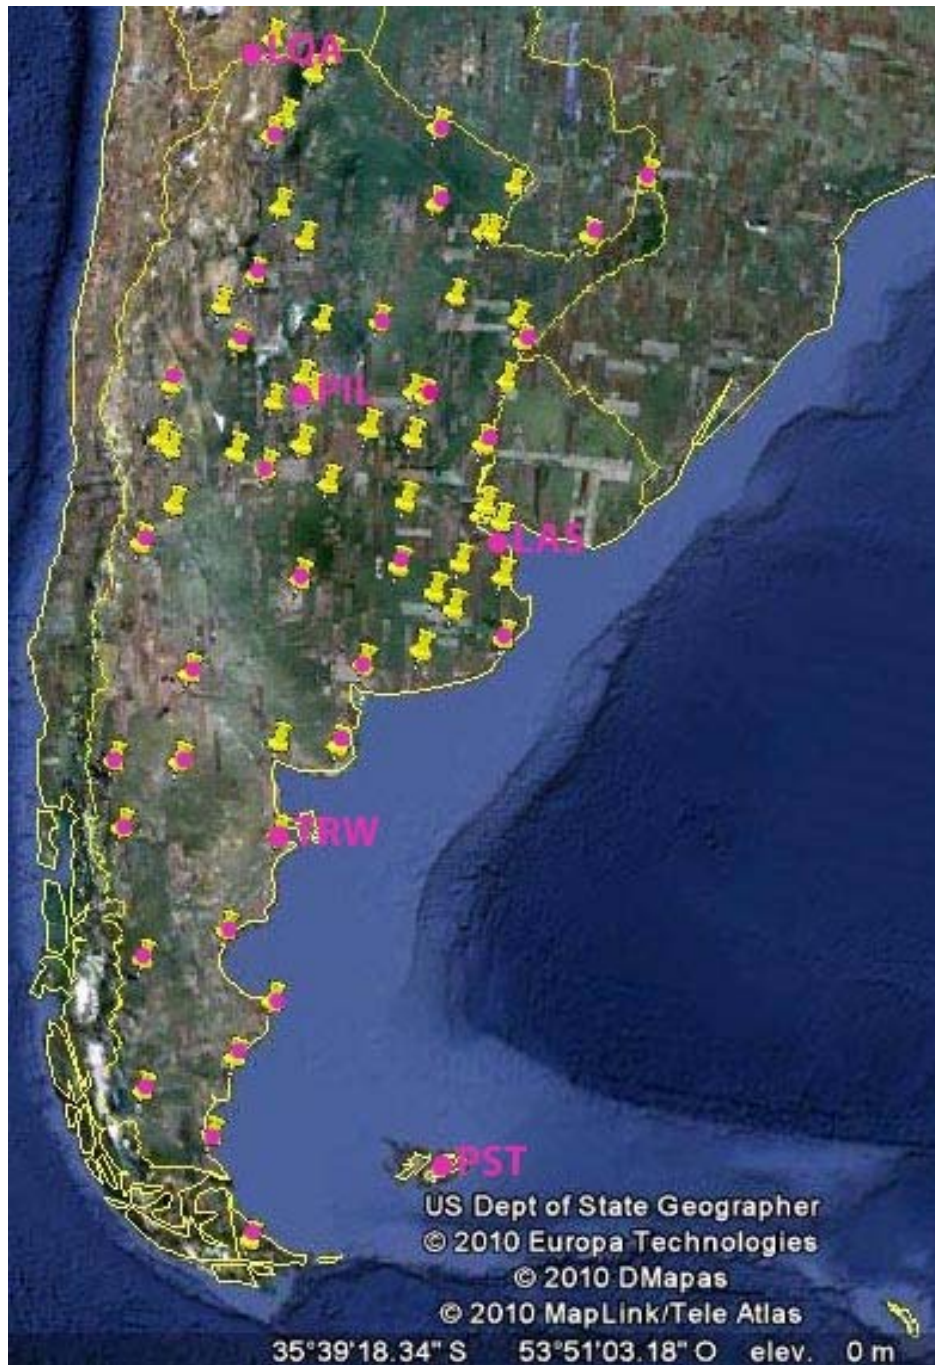 LQA
PIL
LAS
TRW
PST
US Dept of State Geographer
© 2010 Europa Technologies
© 2010 DMapas
© 2010 MapLink/Tele Atlas
35°39'18.34" S 53°51'03.18" O elev. 0 m